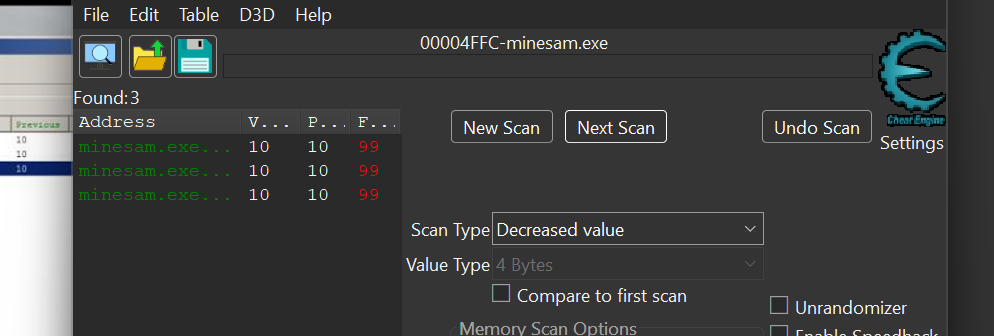 File Edit Table D3D Help
00004FFC-minesam.exe
Found:3
Address V... P... F...
minesam.exe... 10 10 99
minesam.exe... 10 10 99
minesam.exe... 10 10 99
New Scan Next Scan Undo Scan
Cheat Engine
Settings
Scan Type Decreased value
Value Type 4 Bytes
Compare to first scan
Memory Scan Options
Unrandomizer
Enable Speedhack
Previous
10
10
10